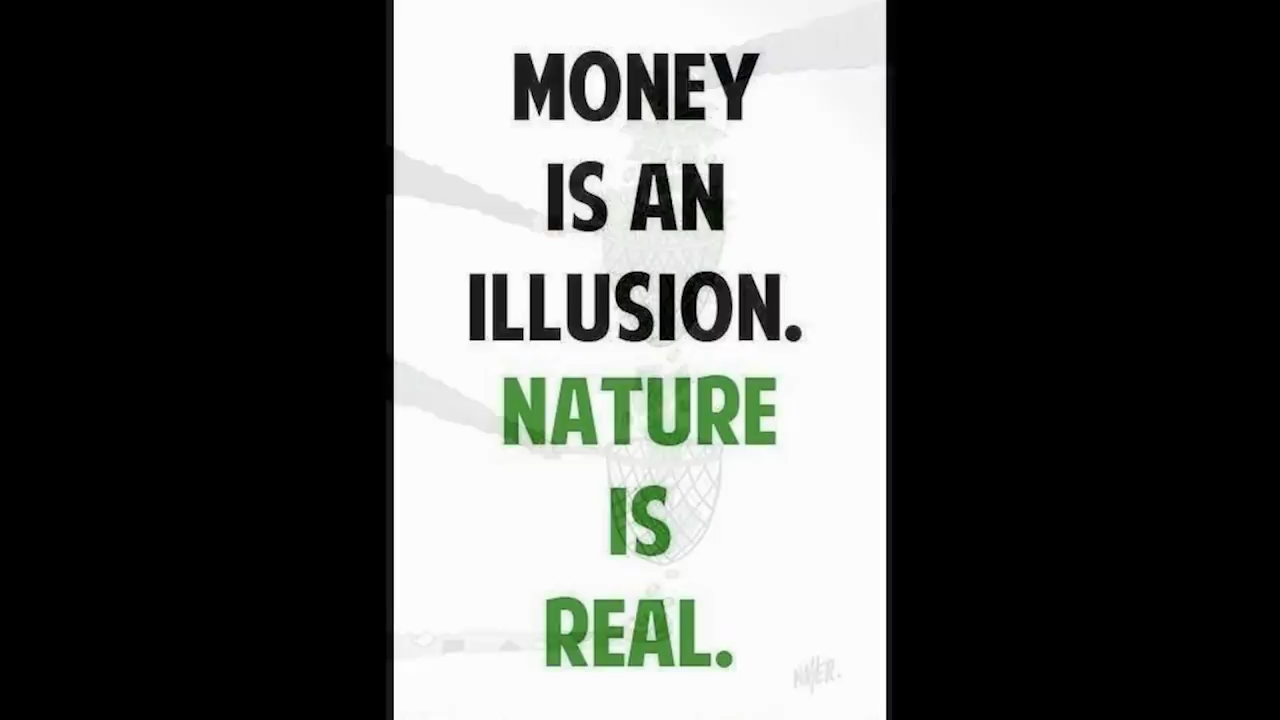 MONEY
IS AN
ILLUSION.
NATURE
IS
REAL.